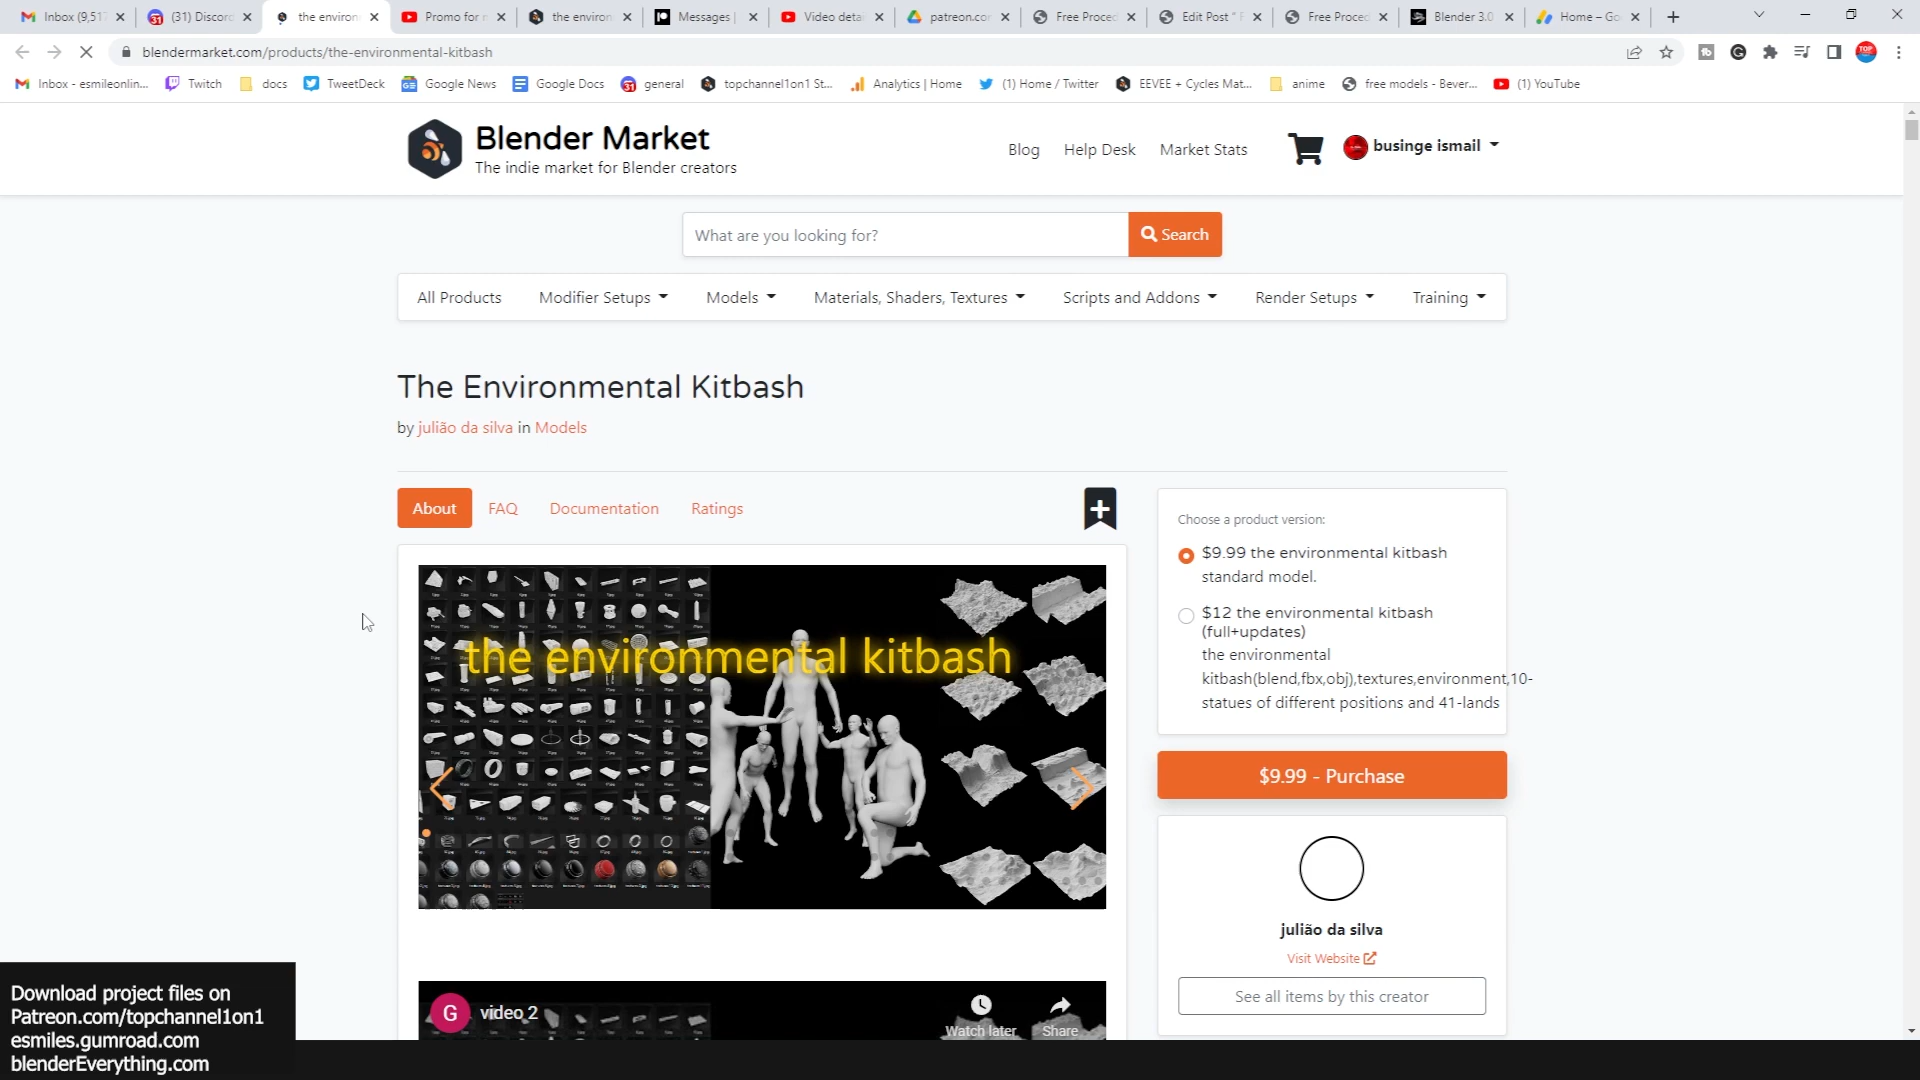 Inbox (9,51
(31) Discord
the environ
Promo for
the environ
Messages
Video detai
patreon.com
Free Proced
Edit Post " F
Free Proced
Blender 3.0
Home – Go
blendermarket.com/products/the-environmental-kitbash
Inbox - esmileonlin...
Twitch
docs
TweetDeck
Google News
Google Docs
general
topchannel1on1 St...
Analytics | Home
(1) Home / Twitter
EEVEE + Cycles Mat...
anime
free models - Bever...
(1) YouTube
Blender Market
The indie market for Blender creators
Blog
Help Desk
Market Stats
businge ismail
What are you looking for?
Search
All Products
Modifier Setups
Models
Materials, Shaders, Textures
Scripts and Addons
Render Setups
Training
The Environmental Kitbash
by julião da silva in Models
About
FAQ
Documentation
Ratings
the environmental kitbash
Choose a product version:
$9.99 the environmental kitbash
standard model.
$12 the environmental kitbash
(full+updates)
the environmental
kitbash(blend,fbx,obj),textures,environment,10-
statues of different positions and 41-lands
$9.99 - Purchase
julião da silva
Visit Website
See all items by this creator
G
video 2
Watch later
Share
Download project files on
Patreon.com/topchannel1on1
esmiles.gumroad.com
blenderEverything.com